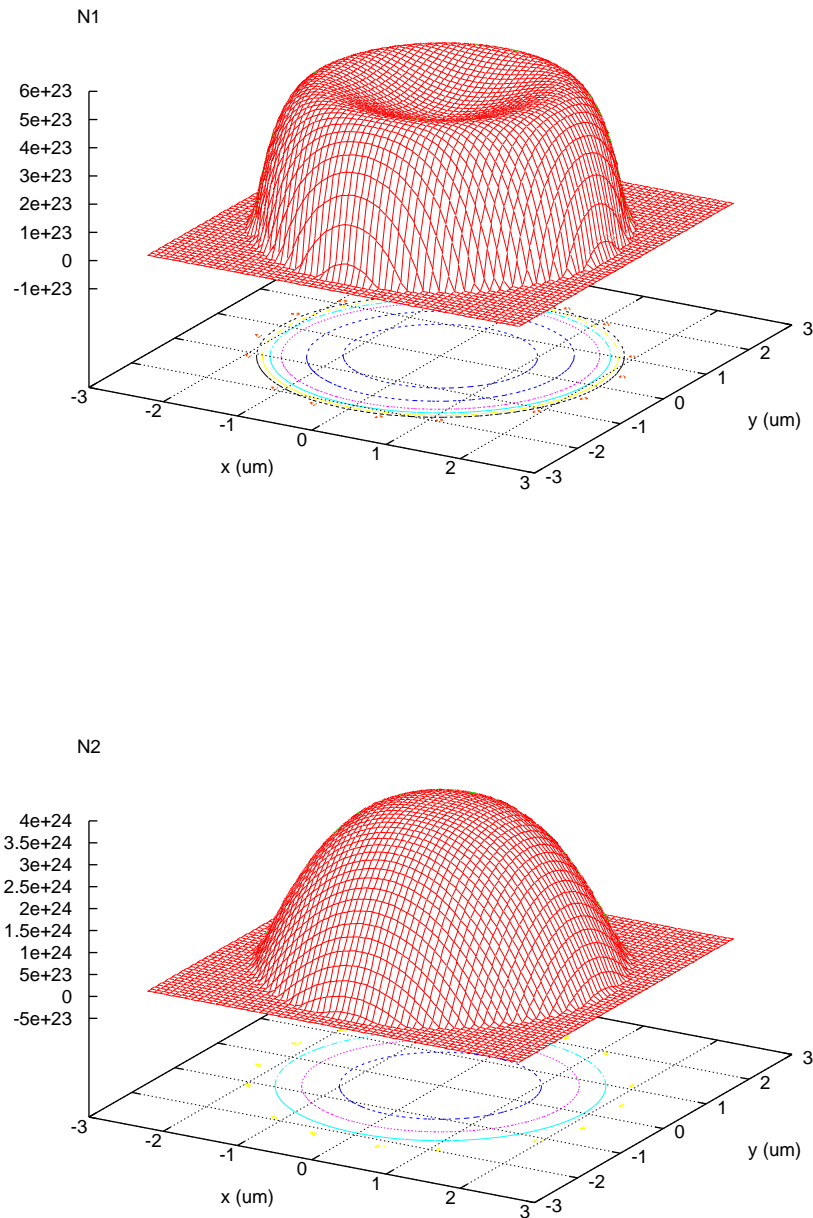 N1
6e+23
5e+23
4e+23
3e+23
2e+23
1e+23
0
-1e+23
-3
-2
-1
0
1
2
3
x (um)
-3
-2
-1
0
1
2
3
y (um)
N2
4e+24
3.5e+24
3e+24
2.5e+24
2e+24
1.5e+24
1e+24
5e+23
0
-5e+23
-3
-2
-1
0
1
2
3
x (um)
-3
-2
-1
0
1
2
3
y (um)